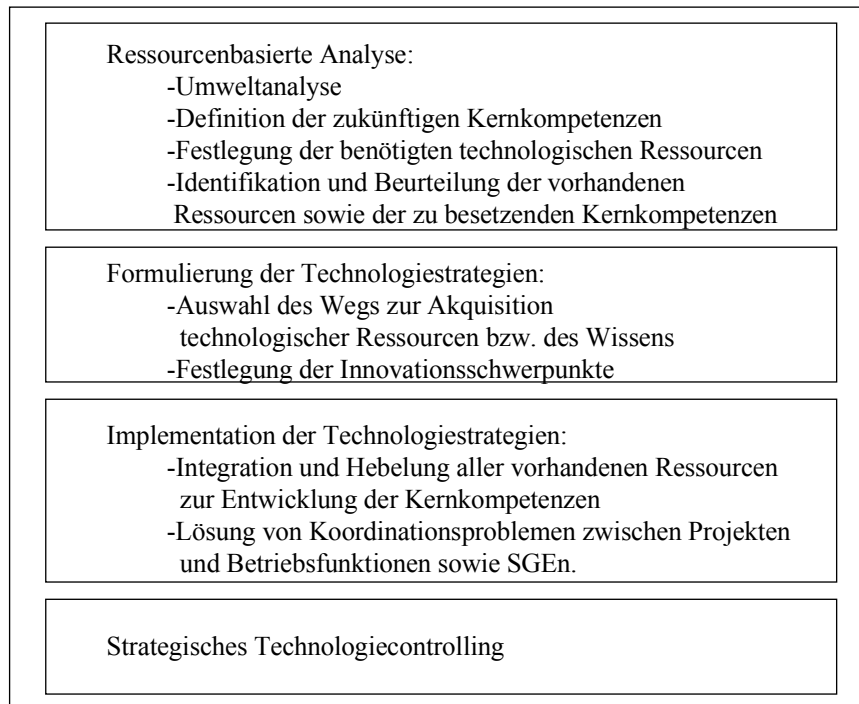 Ressourcenbasierte Analyse:
-Umweltanalyse
-Definition der zukünftigen Kernkompetenzen
-Festlegung der benötigten technologischen Ressourcen
-Identifikation und Beurteilung der vorhandenen
Ressourcen sowie der zu besetzenden Kernkompetenzen
Formulierung der Technologiestrategien:
-Auswahl des Wegs zur Akquisition
technologischer Ressourcen bzw. des Wissens
-Festlegung der Innovationsschwerpunkte
Implementation der Technologiestrategien:
-Integration und Hebelung aller vorhandenen Ressourcen
zur Entwicklung der Kernkompetenzen
-Lösung von Koordinationsproblemen zwischen Projekten
und Betriebsfunktionen sowie SGEn.
Strategisches Technologiecontrolling